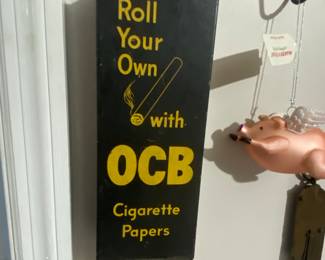 Roll
Your
Own
with
OCB
Cigarette
Papers